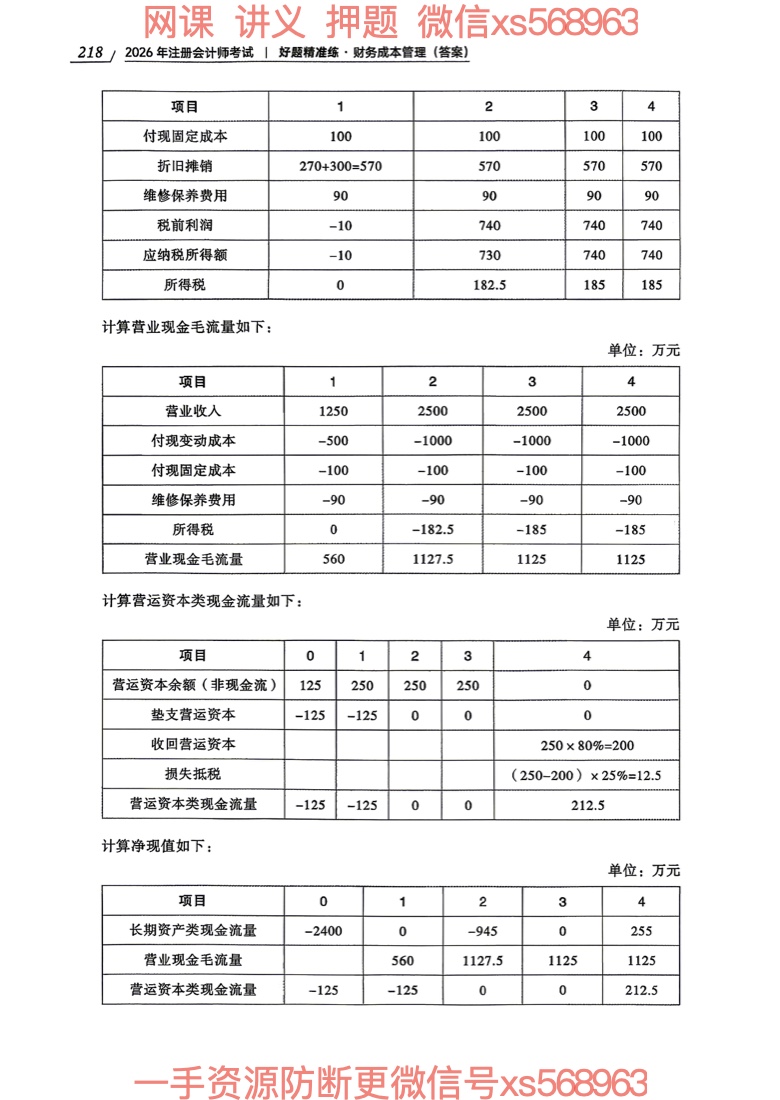 网课 讲义 押题 微信xs568963
218 / 2026年注册会计师考试 | 好题精准练·财务成本管理（答案）
项目 1 2 3 4
付现固定成本 100 100 100 100
折旧摊销 270+300=570 570 570 570
维修保养费用 90 90 90 90
税前利润 -10 740 740 740
应纳税所得额 -10 730 740 740
所得税 0 182.5 185 185
计算营业现金毛流量如下：
单位：万元
项目 1 2 3 4
营业收入 1250 2500 2500 2500
付现变动成本 -500 -1000 -1000 -1000
付现固定成本 -100 -100 -100 -100
维修保养费用 -90 -90 -90 -90
所得税 0 -182.5 -185 -185
营业现金毛流量 560 1127.5 1125 1125
计算营运资本类现金流量如下：
单位：万元
项目 0 1 2 3 4
营运资本余额（非现金流） 125 250 250 250 0
垫支营运资本 -125 -125 0 0 0
收回营运资本 250×80%=200
损失抵税 （250-200）×25%=12.5
营运资本类现金流量 -125 -125 0 0 212.5
计算净现值如下：
单位：万元
项目 0 1 2 3 4
长期资产类现金流量 -2400 0 -945 0 255
营业现金毛流量 560 1127.5 1125 1125
营运资本类现金流量 -125 -125 0 0 212.5
一手资源防断更微信号xs568963